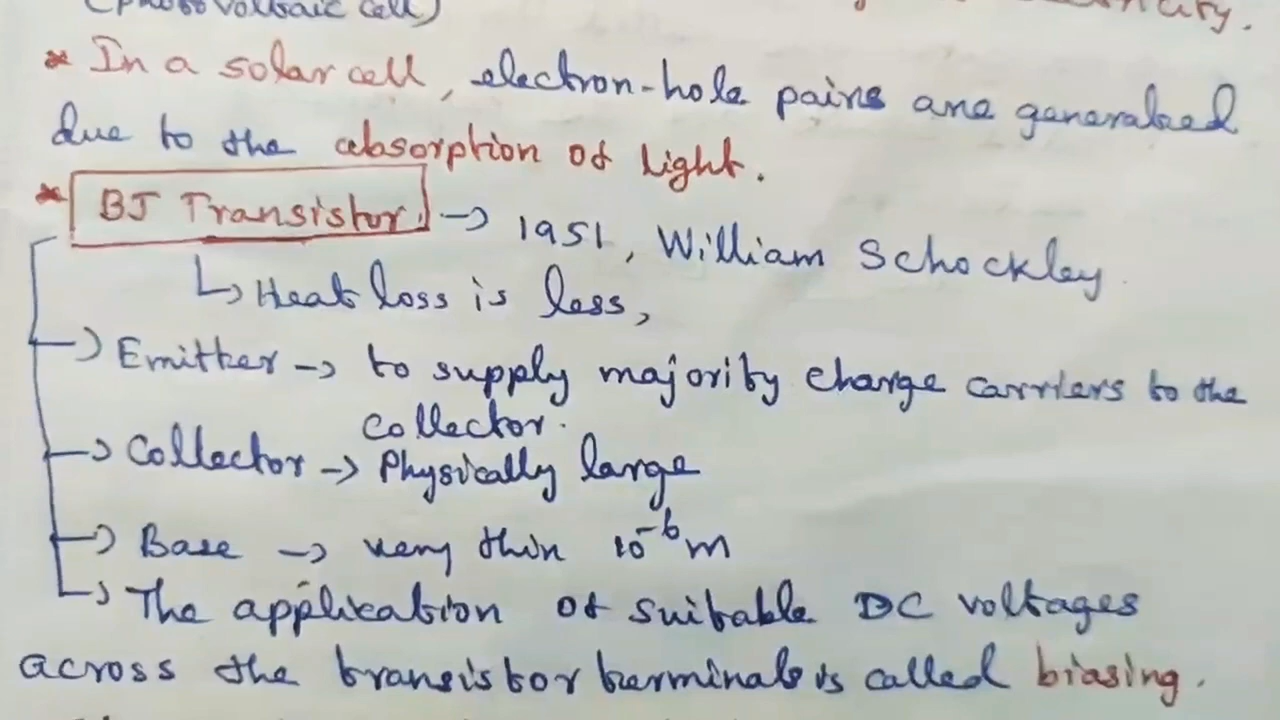 (photovoltaic cell)
* In a solar cell, electron-hole pairs are generated
due to the absorption of light.
* BJ Transistor. → 1951, William Schockley.
↳ Heat loss is less,
→ Emitter → to supply majority charge carriers to the
collector.
→ Collector → Physically large
→ Base → very thin 10⁻⁶m
→ The application of suitable DC voltages
across the transistor terminals is called biasing.